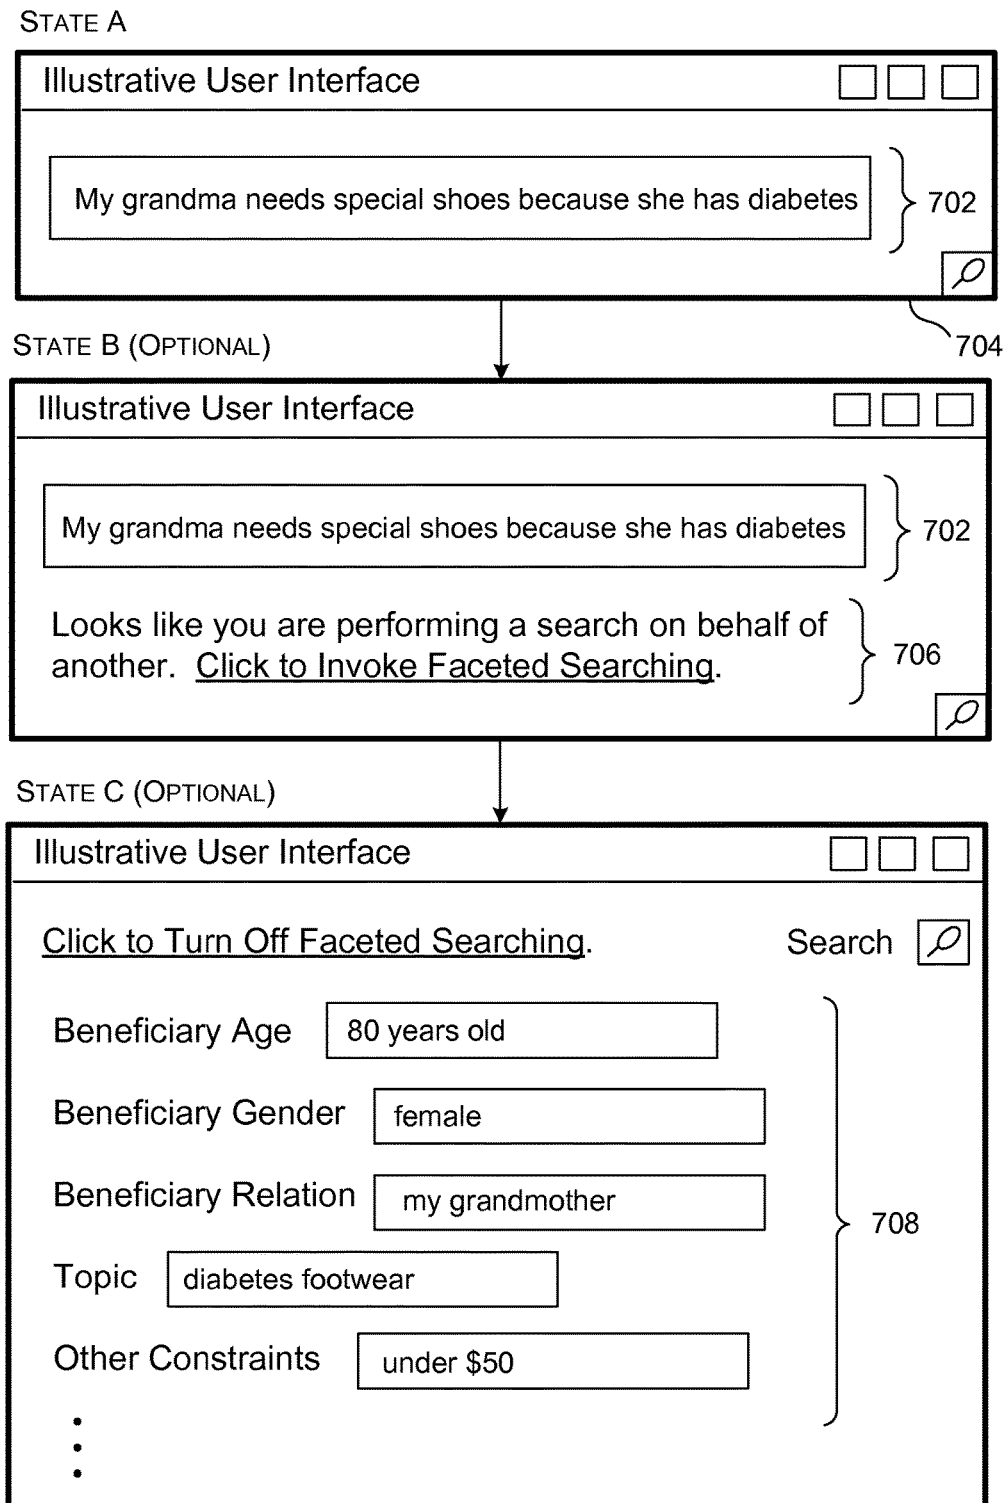 STATE A
Illustrative User Interface
My grandma needs special shoes because she has diabetes
702
704
STATE B (OPTIONAL)
Illustrative User Interface
My grandma needs special shoes because she has diabetes
702
Looks like you are performing a search on behalf of
another. Click to Invoke Faceted Searching.
706
STATE C (OPTIONAL)
Illustrative User Interface
Click to Turn Off Faceted Searching. Search
Beneficiary Age 80 years old
Beneficiary Gender female
Beneficiary Relation my grandmother
708
Topic diabetes footwear
Other Constraints under $50